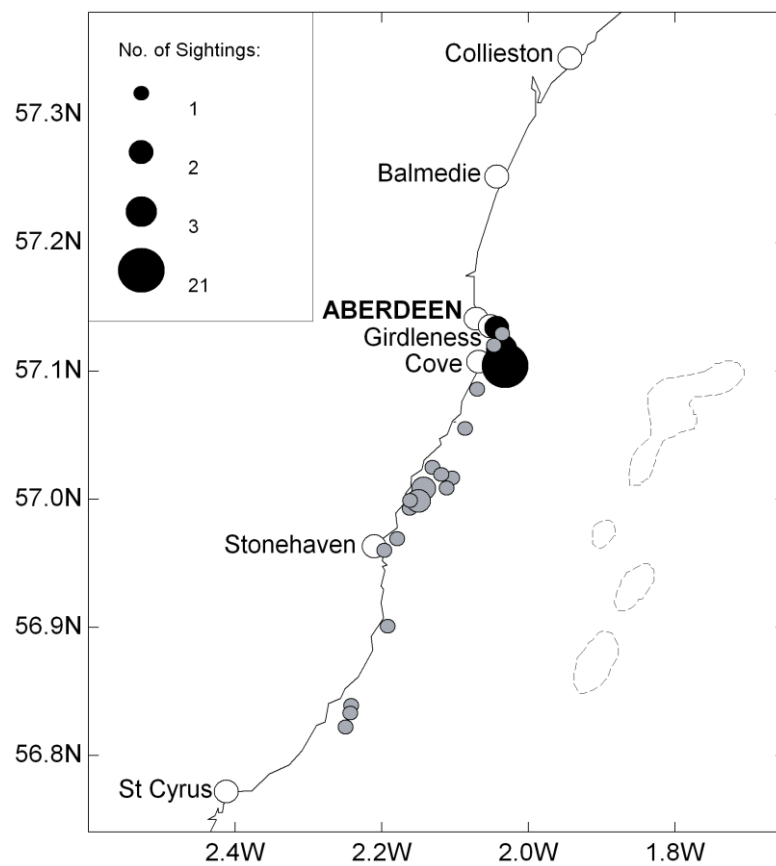 No. of Sightings:
1
2
3
21
Collieston
57.3N
Balmedie
57.2N
ABERDEEN
Girdleness
Cove
57.1N
57.0N
Stonehaven
56.9N
56.8N
St Cyrus
2.4W 2.2W 2.0W 1.8W